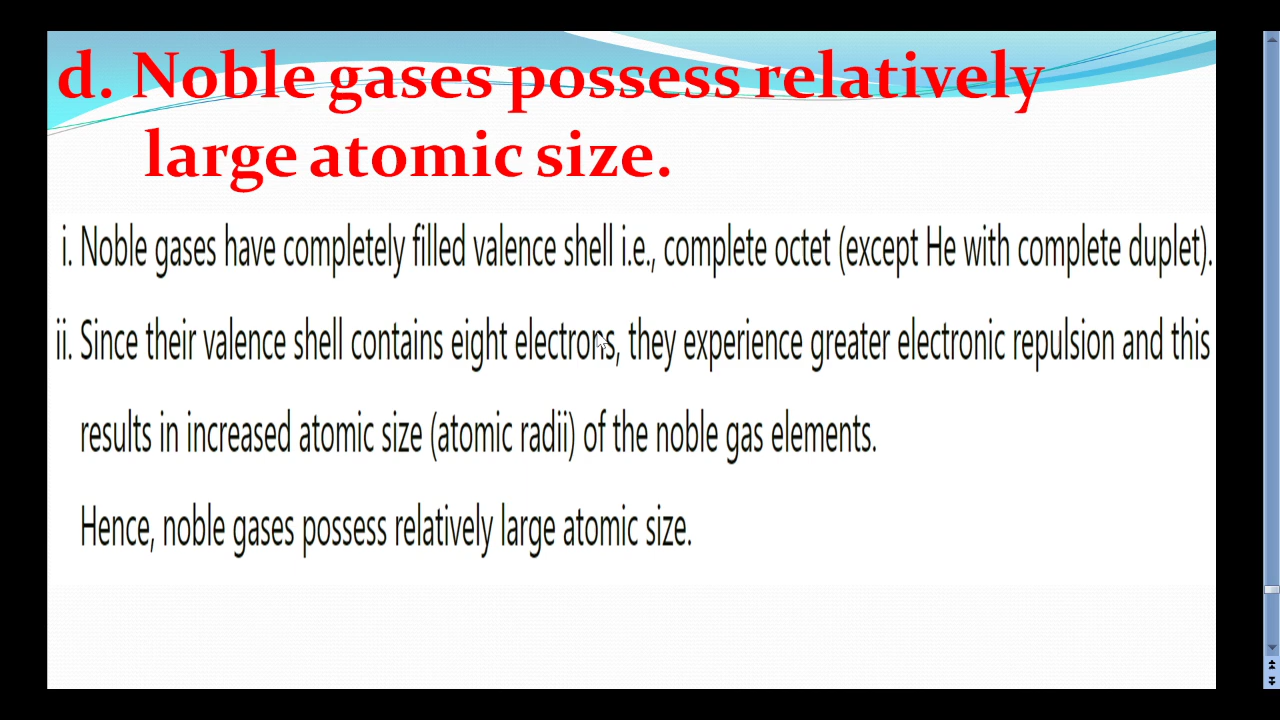 d. Noble gases possess relatively
large atomic size.
i. Noble gases have completely filled valence shell i.e., complete octet (except He with complete duplet).
ii. Since their valence shell contains eight electrons, they experience greater electronic repulsion and this
results in increased atomic size (atomic radii) of the noble gas elements.
Hence, noble gases possess relatively large atomic size.